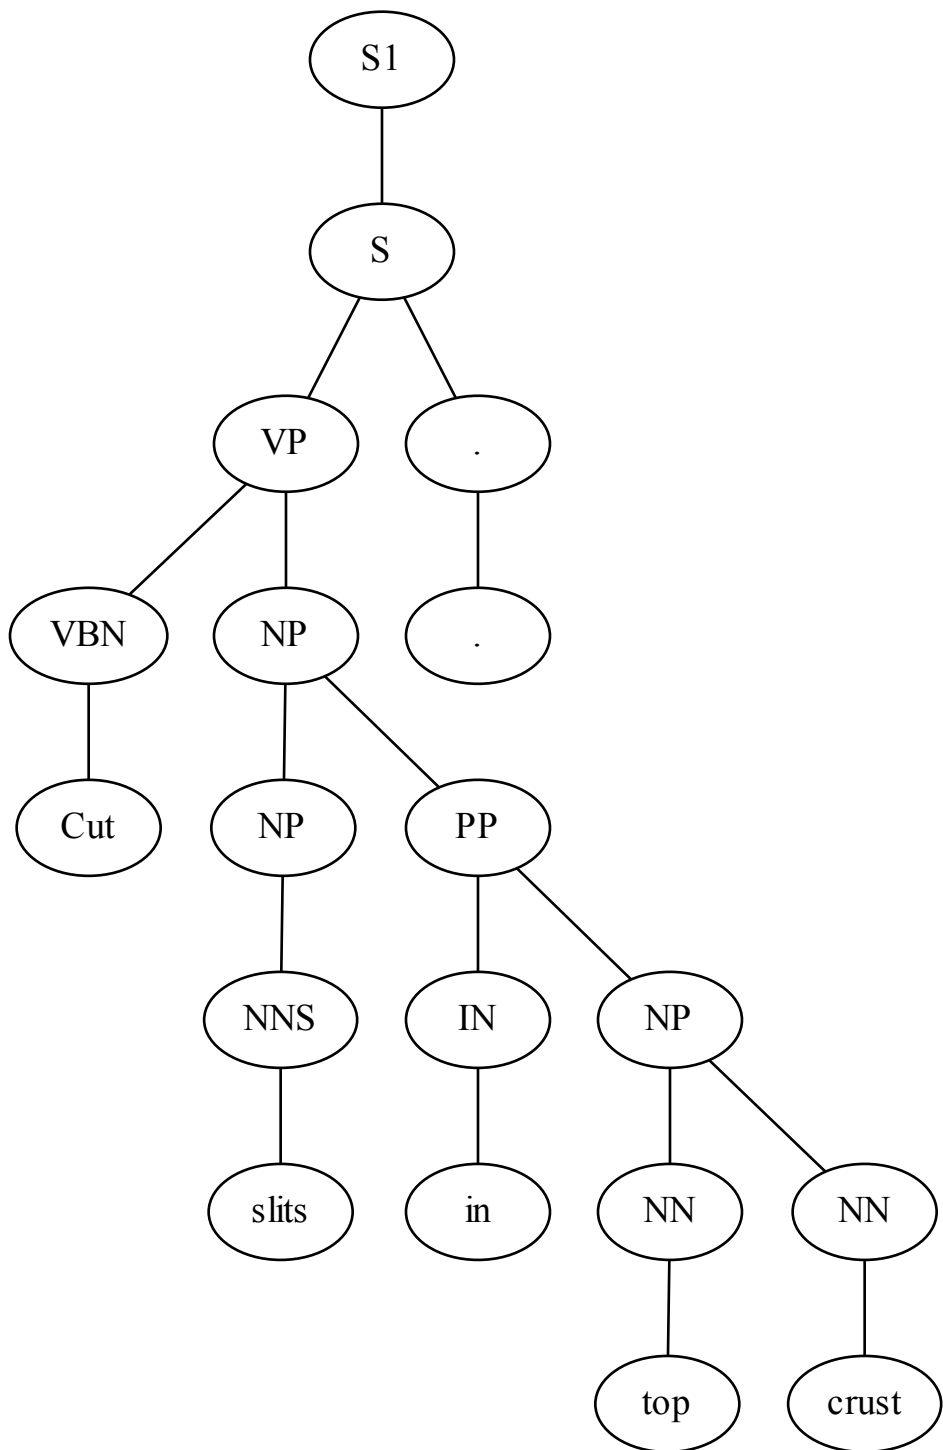 S1
S
VP .
VBN NP .
Cut NP PP
NNS IN NP
slits in NN NN
top crust